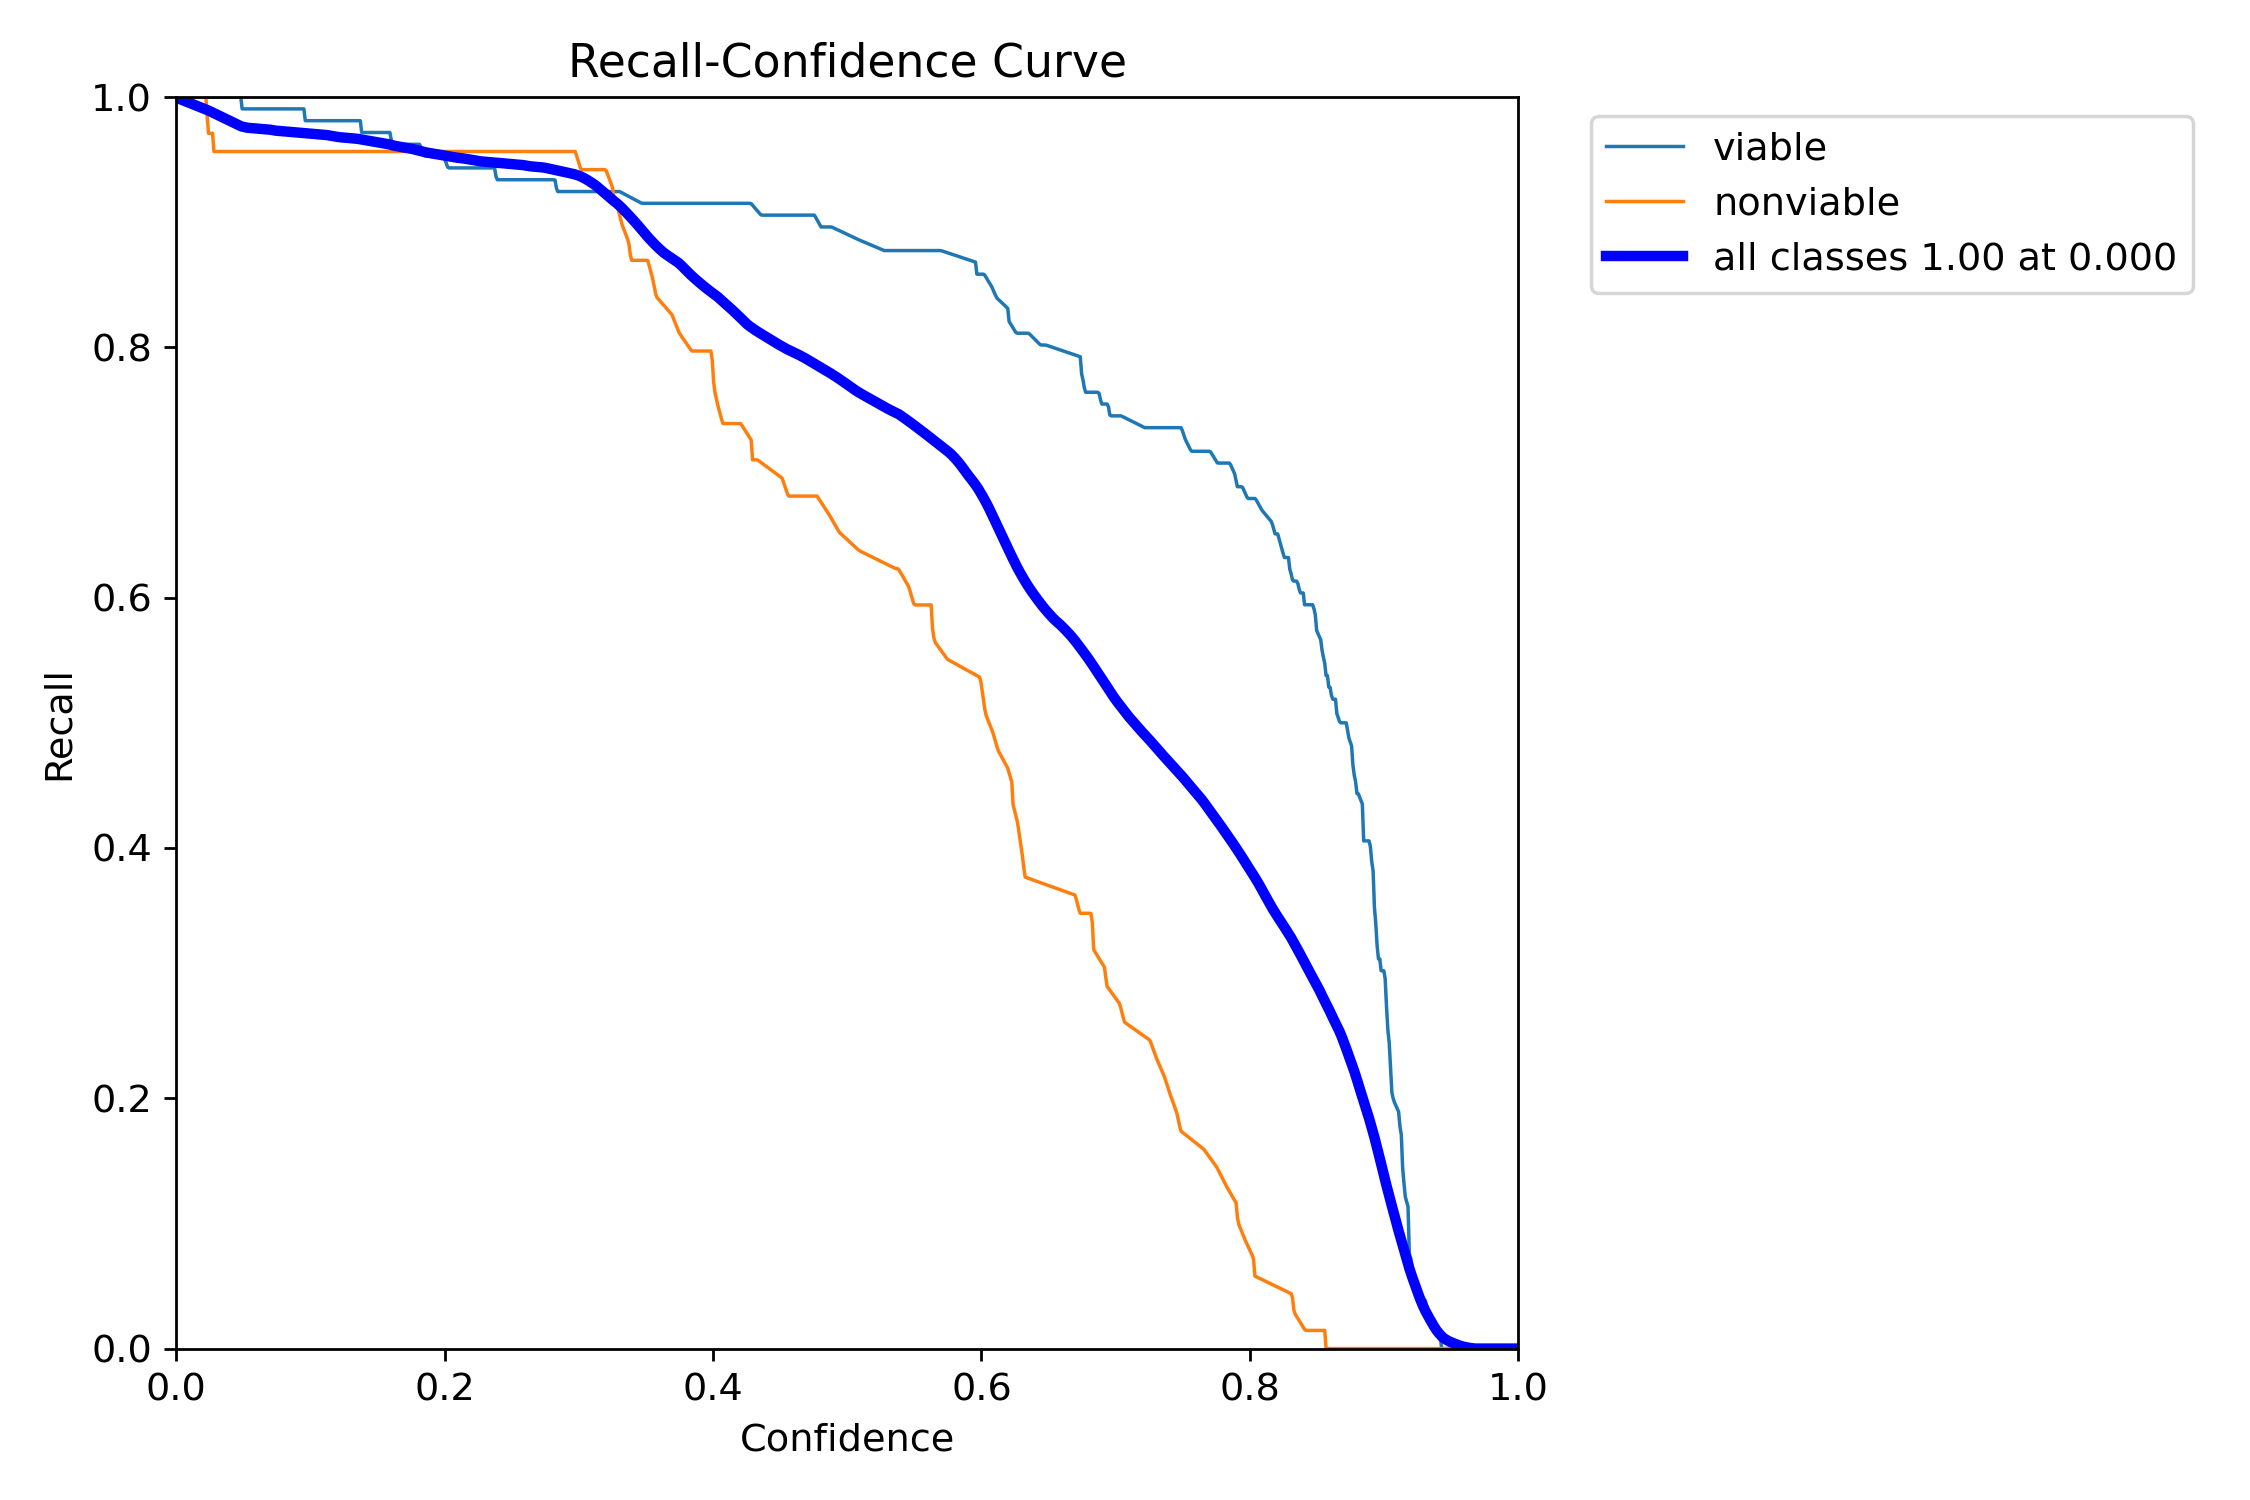 Recall-Confidence Curve
1.0
0.8
0.6
0.4
0.2
0.0
Recall
0.0 0.2 0.4 0.6 0.8 1.0
Confidence
viable
nonviable
all classes 1.00 at 0.000